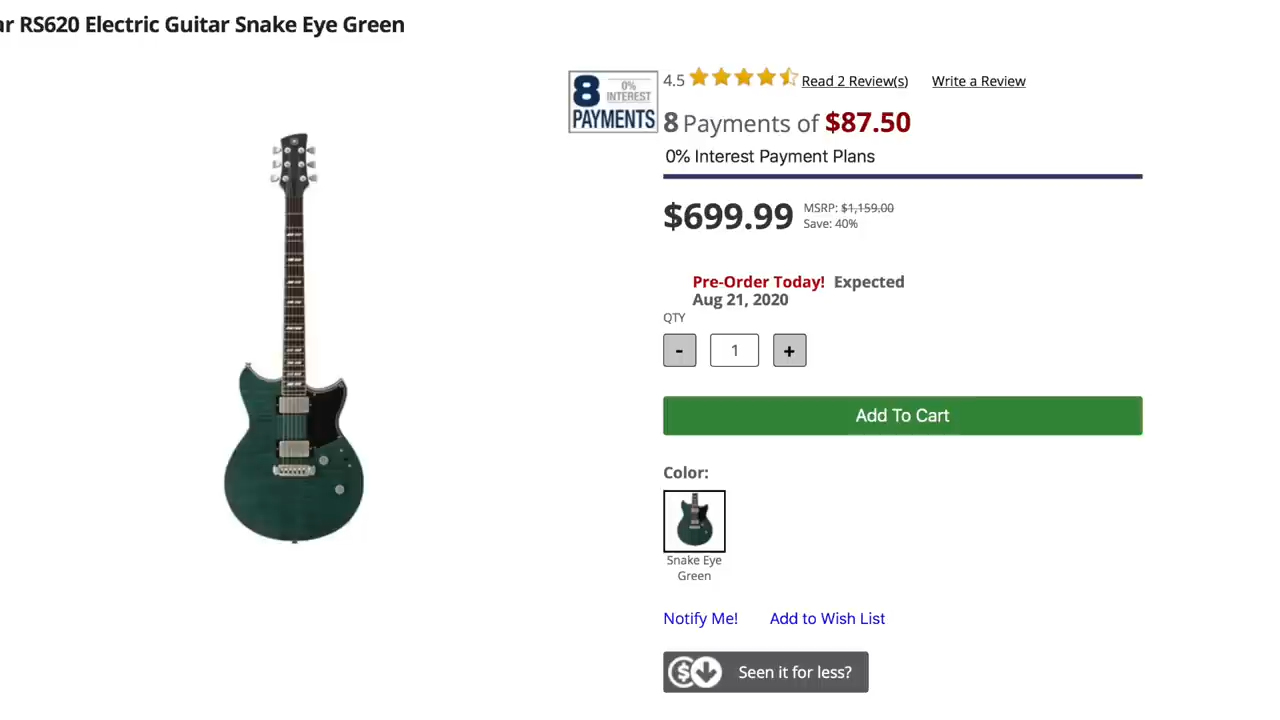 ar RS620 Electric Guitar Snake Eye Green
8 0% INTEREST PAYMENTS
4.5 Read 2 Review(s) Write a Review
8 Payments of $87.50
0% Interest Payment Plans
$699.99 MSRP: $1,159.00
Save: 40%
Pre-Order Today! Expected
Aug 21, 2020
QTY
- 1 +
Add To Cart
Color:
Snake Eye
Green
Notify Me! Add to Wish List
$ Seen it for less?